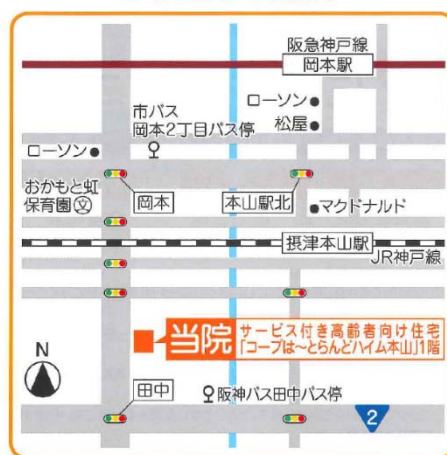 阪急神戸線
岡本駅
ローソン
松屋
市バス
岡本2丁目バス停
ローソン
おかもと虹
保育園文
岡本
本山駅北
マクドナルド
摂津本山駅
JR神戸線
当院
サービス付き高齢者向け住宅
「コープは〜とらんどハイム本山」1階
N
田中
阪神バス田中バス停
2